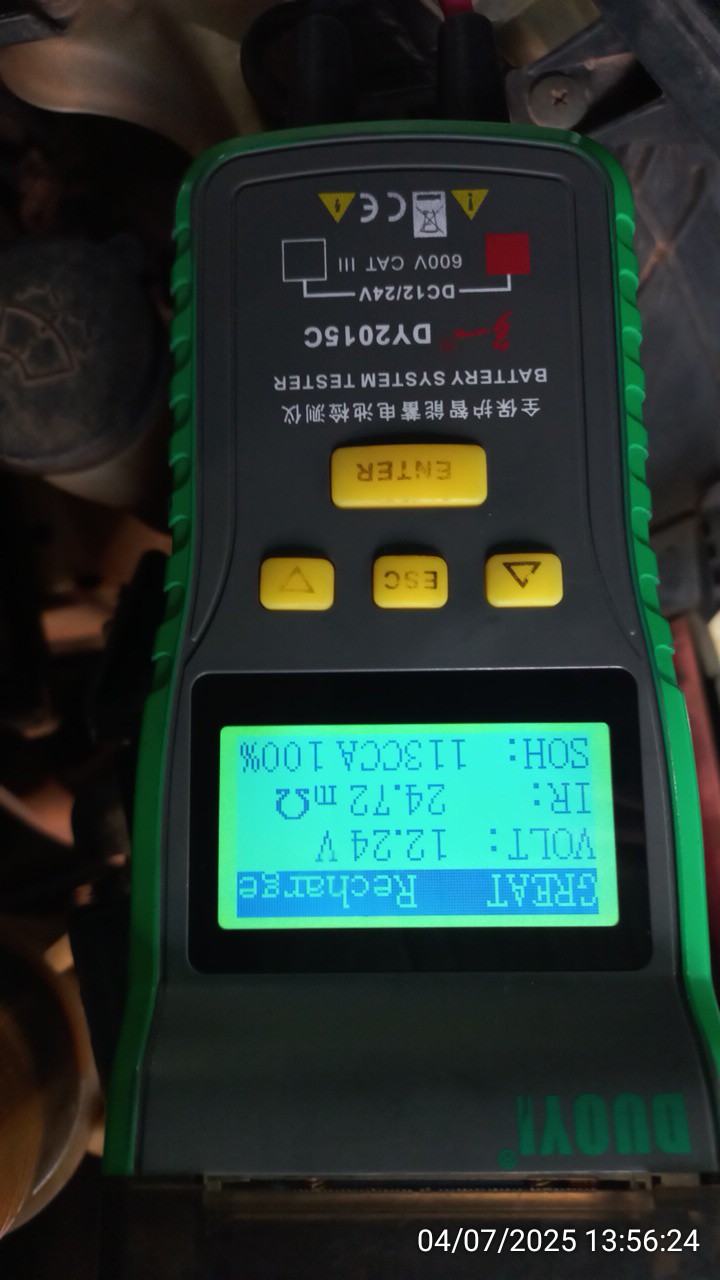 DUOYI®
GREAT Recharge
VOLT: 12.24 V
IR: 24.72 mΩ
SOH: 113CCA 100%
ESC
ENTER
全保护智能蓄电池检测仪
BATTERY SYSTEM TESTER
DY2015C
DC12/24V
600V CAT III
CE
04/07/2025 13:56:24